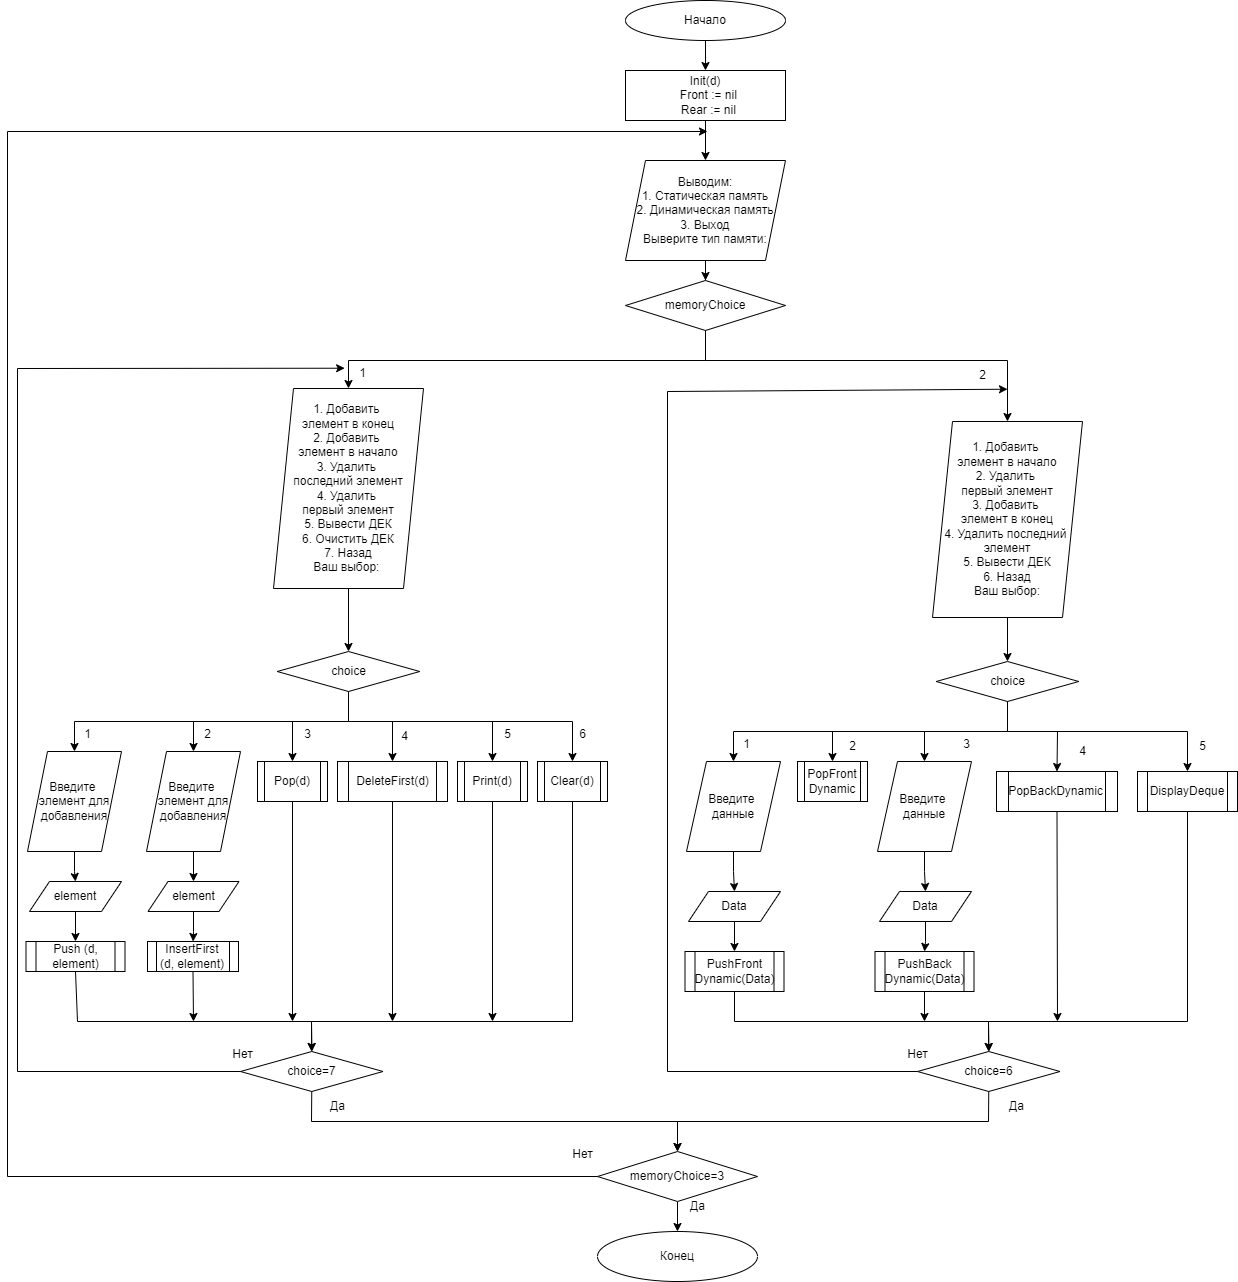 Начало
Init(d)
Front := nil
Rear := nil
Выводим:
1. Статическая память
2. Динамическая память
3. Выход
Выверите тип памяти:
memoryChoice
1
2
1. Добавить
элемент в конец
2. Добавить
элемент в начало
3. Удалить
последний элемент
4. Удалить
первый элемент
5. Вывести ДЕК
6. Очистить ДЕК
7. Назад
Ваш выбор:
1. Добавить
элемент в начало
2. Удалить
первый элемент
3. Добавить
элемент в конец
4. Удалить последний
элемент
5. Вывести ДЕК
6. Назад
Ваш выбор:
choice
choice
1
2
3
4
5
6
1
2
3
4
5
Введите
элемент для
добавления
Введите
элемент для
добавления
Pop(d)
DeleteFirst(d)
Print(d)
Clear(d)
Введите
данные
PopFront
Dynamic
Введите
данные
PopBackDynamic
DisplayDeque
element
element
Data
Data
Push (d,
element)
InsertFirst
(d, element)
PushFront
Dynamic(Data)
PushBack
Dynamic(Data)
Нет
choice=7
Да
Нет
choice=6
Да
Нет
memoryChoice=3
Да
Конец